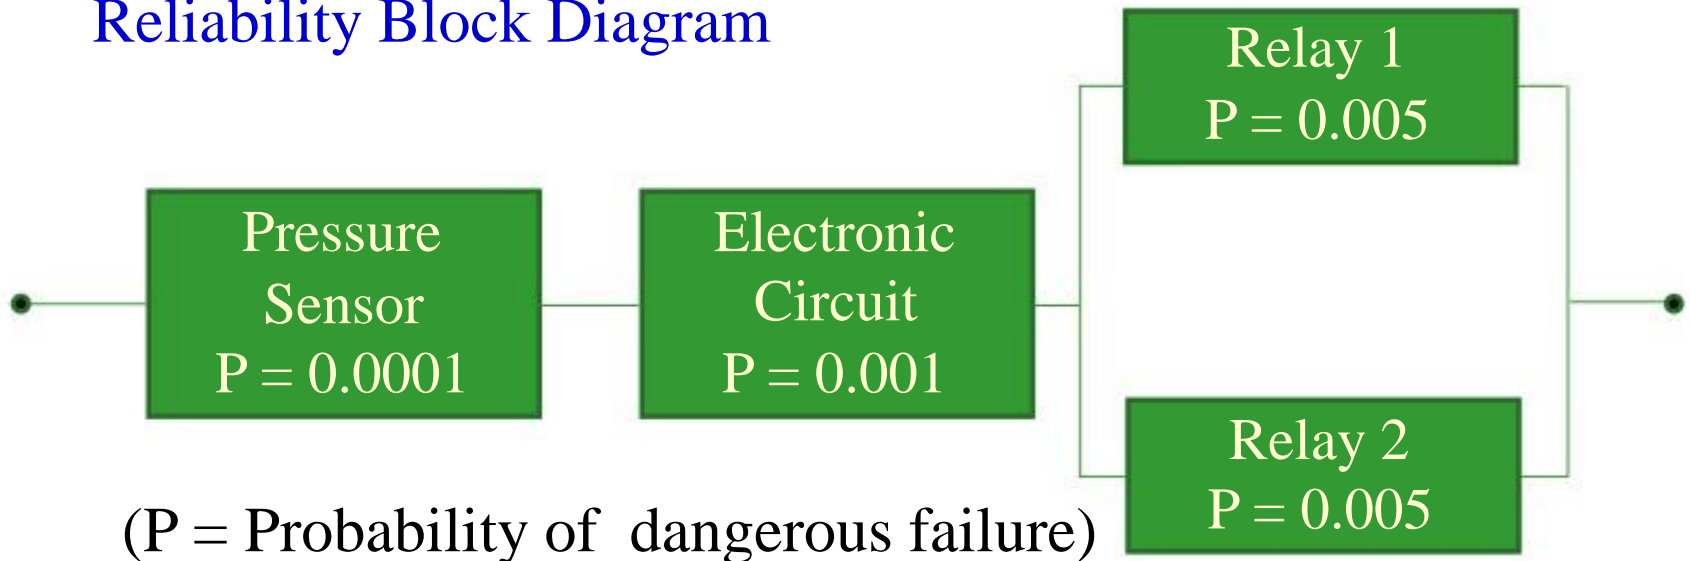 Reliability Block Diagram
Relay 1
P = 0.005
Pressure
Sensor
P = 0.0001
Electronic
Circuit
P = 0.001
Relay 2
P = 0.005
(P = Probability of  dangerous failure)